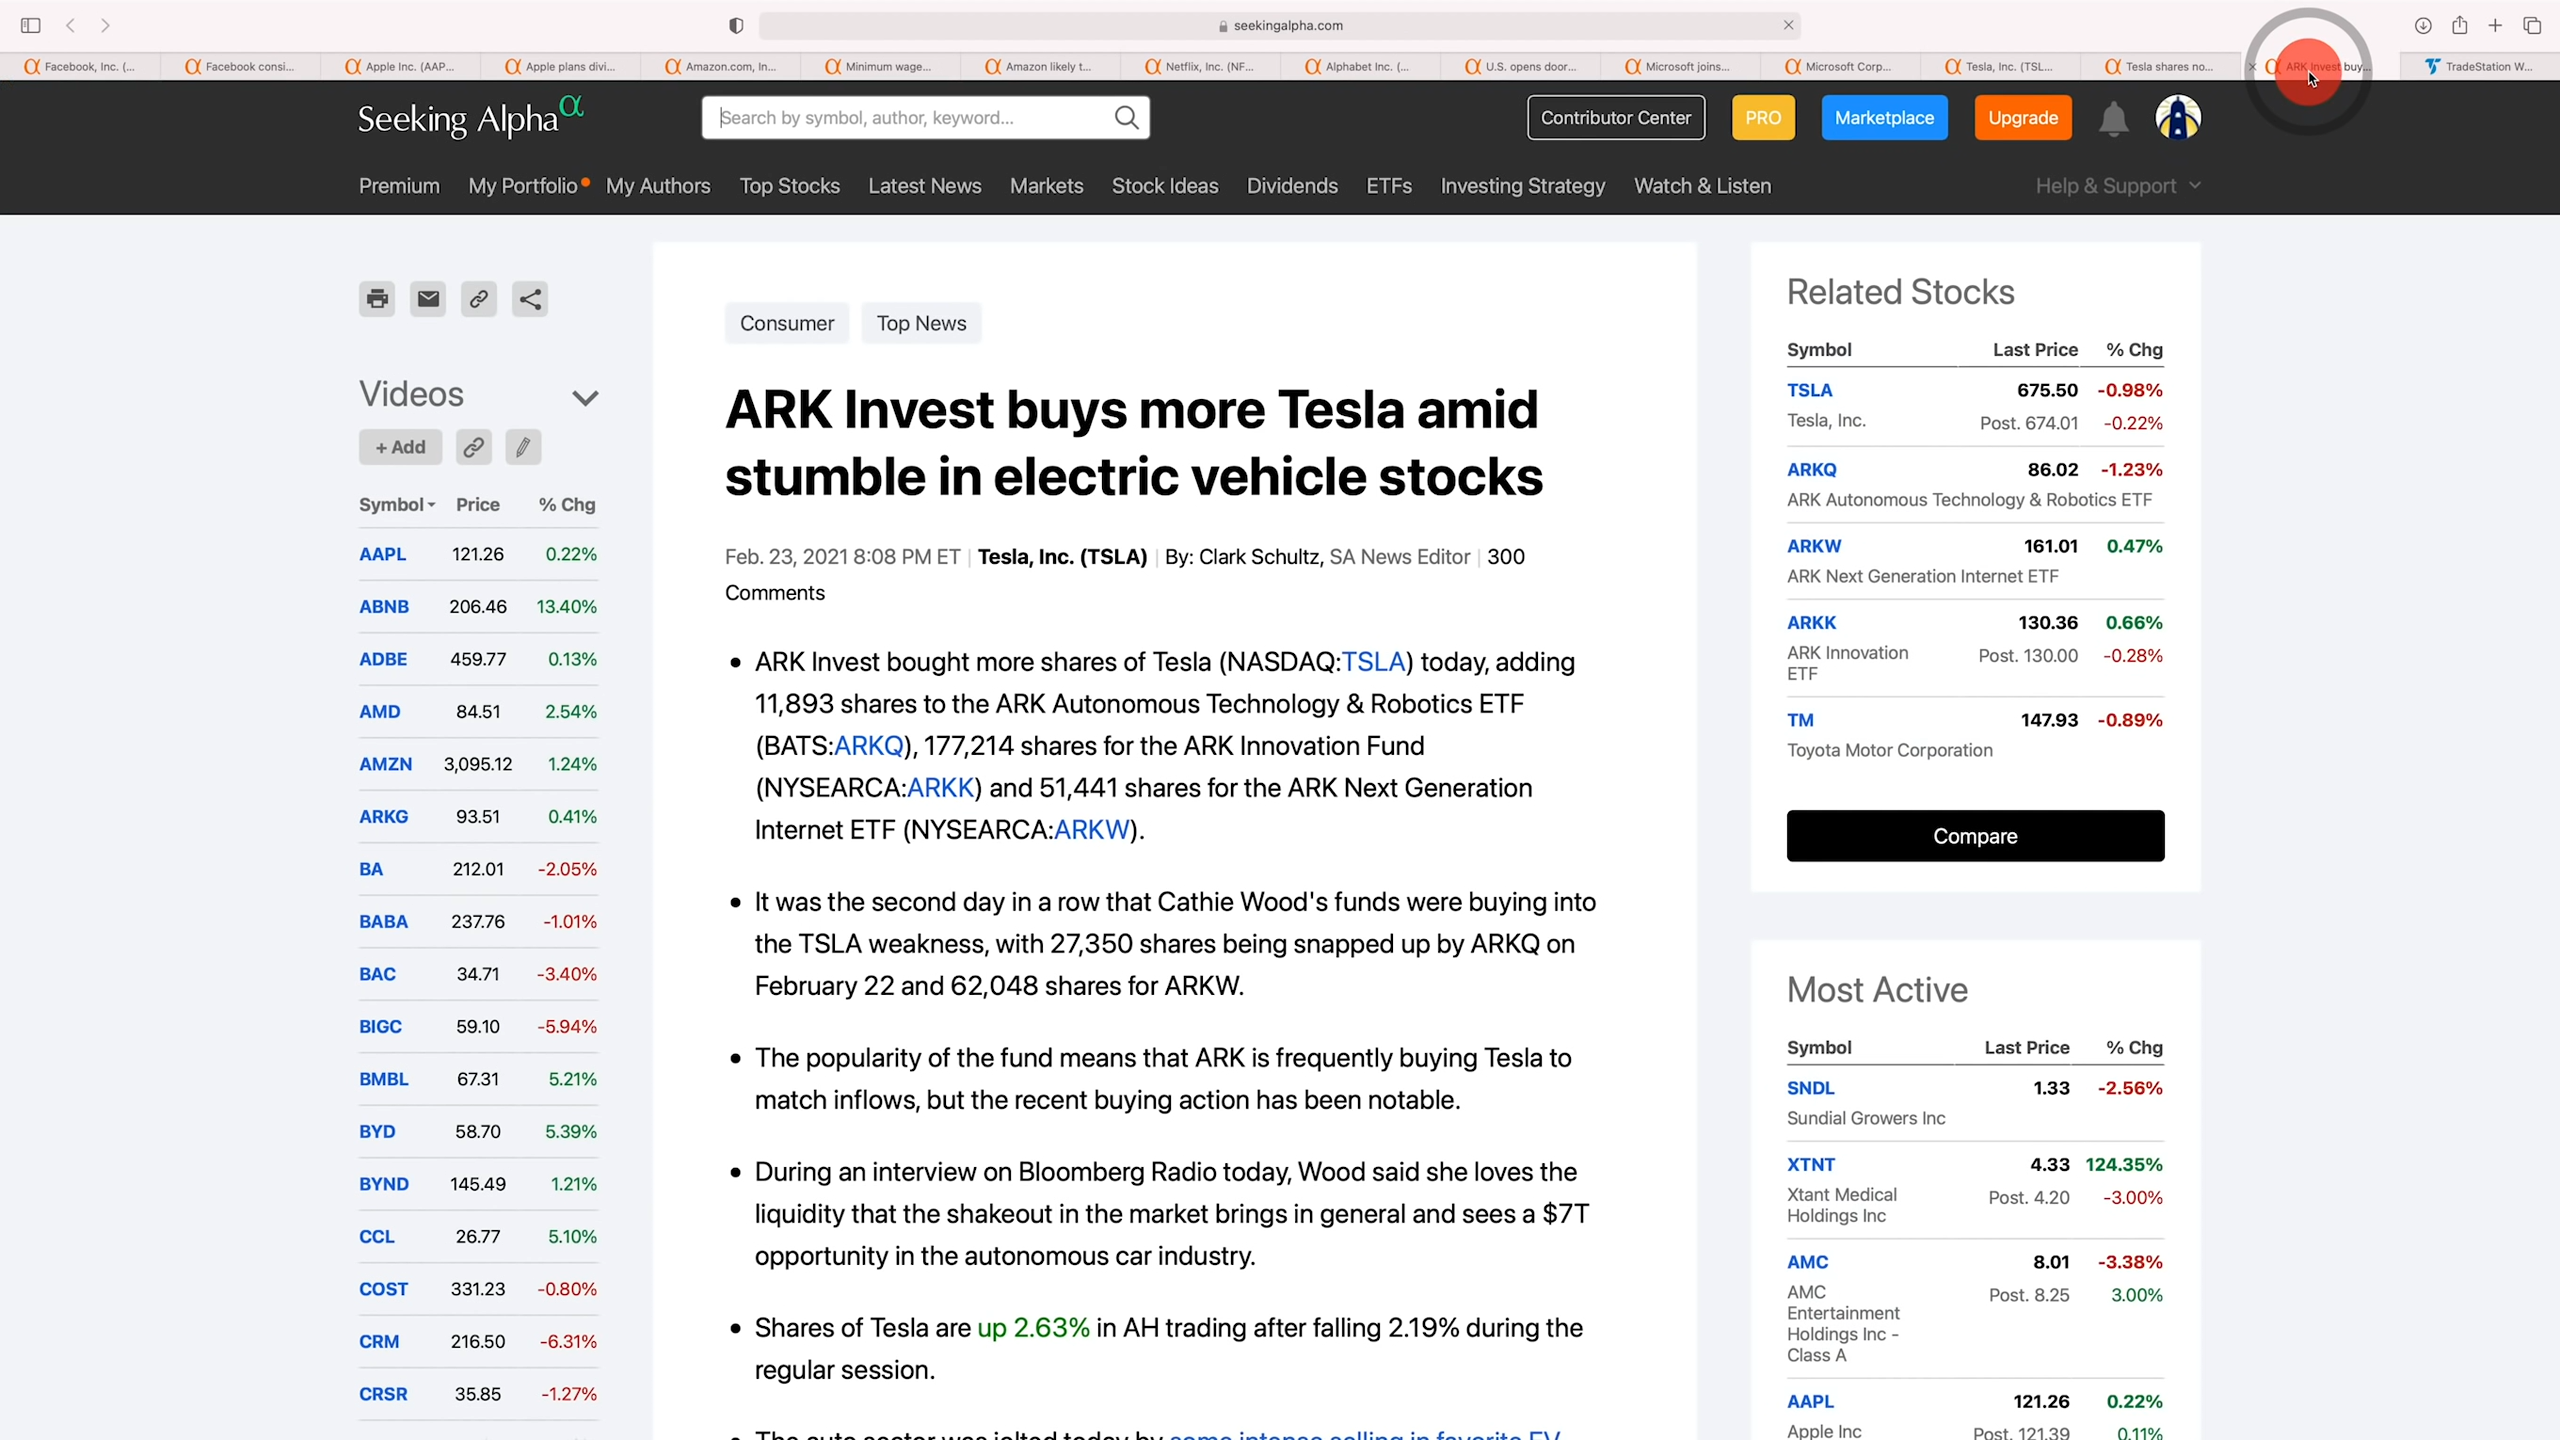 seekingalpha.com
Facebook, Inc. (...
Facebook consi...
Apple Inc. (AAP...
Apple plans divi...
Amazon.com, In...
Minimum wage...
Amazon likely t...
Netflix, Inc. (NF...
Alphabet Inc. (...
U.S. opens door...
Microsoft joins...
Microsoft Corp...
Tesla, Inc. (TSL...
Tesla shares no...
ARK Invest buy...
TradeStation W...
Seeking Alpha α
Search by symbol, author, keyword...
Contributor Center
PRO
Marketplace
Upgrade
Premium
My Portfolio
My Authors
Top Stocks
Latest News
Markets
Stock Ideas
Dividends
ETFs
Investing Strategy
Watch & Listen
Help & Support
Videos
+ Add
Symbol Price % Chg
AAPL 121.26 0.22%
ABNB 206.46 13.40%
ADBE 459.77 0.13%
AMD 84.51 2.54%
AMZN 3,095.12 1.24%
ARKG 93.51 0.41%
BA 212.01 -2.05%
BABA 237.76 -1.01%
BAC 34.71 -3.40%
BIGC 59.10 -5.94%
BMBL 67.31 5.21%
BYD 58.70 5.39%
BYND 145.49 1.21%
CCL 26.77 5.10%
COST 331.23 -0.80%
CRM 216.50 -6.31%
CRSR 35.85 -1.27%
Consumer
Top News
ARK Invest buys more Tesla amid
stumble in electric vehicle stocks
Feb. 23, 2021 8:08 PM ET | Tesla, Inc. (TSLA) | By: Clark Schultz, SA News Editor | 300
Comments
• ARK Invest bought more shares of Tesla (NASDAQ:TSLA) today, adding
11,893 shares to the ARK Autonomous Technology & Robotics ETF
(BATS:ARKQ), 177,214 shares for the ARK Innovation Fund
(NYSEARCA:ARKK) and 51,441 shares for the ARK Next Generation
Internet ETF (NYSEARCA:ARKW).
• It was the second day in a row that Cathie Wood's funds were buying into
the TSLA weakness, with 27,350 shares being snapped up by ARKQ on
February 22 and 62,048 shares for ARKW.
• The popularity of the fund means that ARK is frequently buying Tesla to
match inflows, but the recent buying action has been notable.
• During an interview on Bloomberg Radio today, Wood said she loves the
liquidity that the shakeout in the market brings in general and sees a $7T
opportunity in the autonomous car industry.
• Shares of Tesla are up 2.63% in AH trading after falling 2.19% during the
regular session.
• The auto sector was jolted today by some intense selling in favorite EV
Related Stocks
Symbol Last Price % Chg
TSLA 675.50 -0.98%
Tesla, Inc. Post. 674.01 -0.22%
ARKQ 86.02 -1.23%
ARK Autonomous Technology & Robotics ETF
ARKW 161.01 0.47%
ARK Next Generation Internet ETF
ARKK 130.36 0.66%
ARK Innovation Post. 130.00 -0.28%
ETF
TM 147.93 -0.89%
Toyota Motor Corporation
Compare
Most Active
Symbol Last Price % Chg
SNDL 1.33 -2.56%
Sundial Growers Inc
XTNT 4.33 124.35%
Xtant Medical Post. 4.20 -3.00%
Holdings Inc
AMC 8.01 -3.38%
AMC Post. 8.25 3.00%
Entertainment
Holdings Inc -
Class A
AAPL 121.26 0.22%
Apple Inc Post. 121.39 0.11%